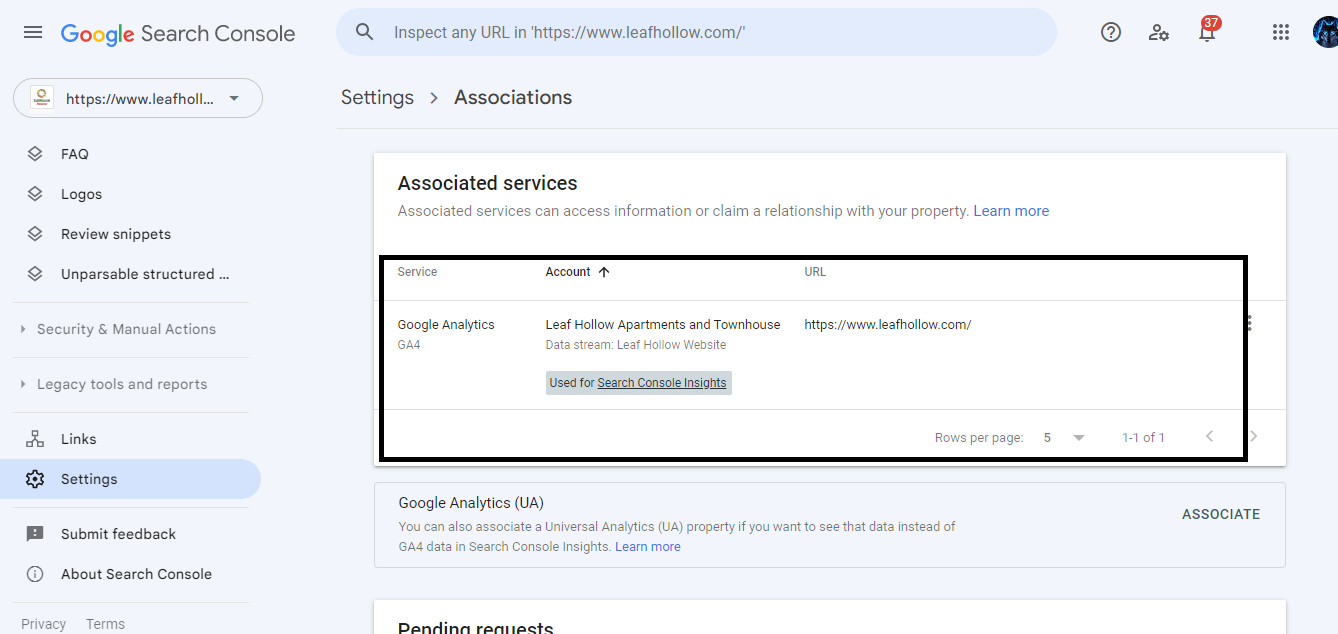 Google Search Console
Inspect any URL in 'https://www.leafhollow.com/'
37
https://www.leafholl...
Settings > Associations
FAQ
Logos
Review snippets
Unparsable structured ...
Security & Manual Actions
Legacy tools and reports
Links
Settings
Submit feedback
About Search Console
Privacy Terms
Associated services
Associated services can access information or claim a relationship with your property. Learn more
Service Account URL
Google Analytics Leaf Hollow Apartments and Townhouse https://www.leafhollow.com/
GA4 Data stream: Leaf Hollow Website
Used for Search Console Insights
Rows per page: 5 1-1 of 1
Google Analytics (UA)
You can also associate a Universal Analytics (UA) property if you want to see that data instead of
GA4 data in Search Console Insights. Learn more
ASSOCIATE
Pending requests